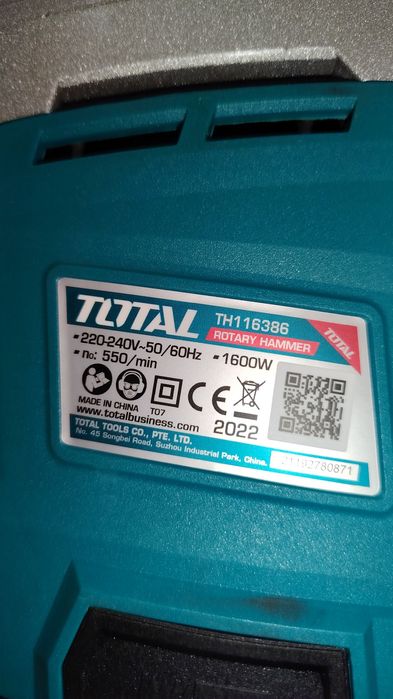 TOTAL TH116386
ROTARY HAMMER
TOTAL
▪ 220-240V~50/60Hz ▪ 1600W
▪ n₀: 550/min
CE
MADE IN CHINA T07
www.totalbusiness.com 2022
TOTAL TOOLS CO., PTE. LTD.
No. 45 Songbei Road, Suzhou Industrial Park, China.
21192780871